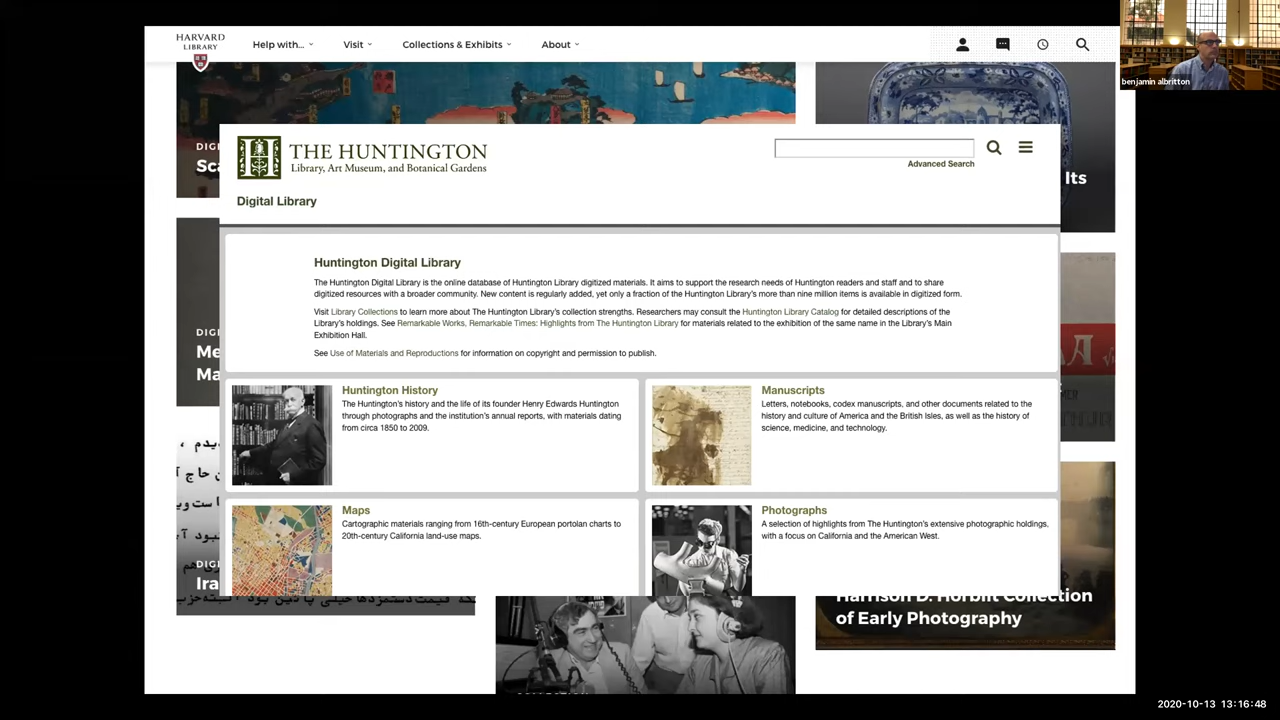 HARVARD
LIBRARY
Help with...
Visit
Collections & Exhibits
About
benjamin albritton
DIGI
Sca
Its
THE HUNTINGTON
Library, Art Museum, and Botanical Gardens
Advanced Search
Digital Library
Huntington Digital Library
The Huntington Digital Library is the online database of Huntington Library digitized materials. It aims to support the research needs of Huntington readers and staff and to share
digitized resources with a broader community. New content is regularly added, yet only a fraction of the Huntington Library's more than nine million items is available in digitized form.
Visit Library Collections to learn more about The Huntington Library's collection strengths. Researchers may consult the Huntington Library Catalog for detailed descriptions of the
Library's holdings. See Remarkable Works, Remarkable Times: Highlights from The Huntington Library for materials related to the exhibition of the same name in the Library's Main
Exhibition Hall.
See Use of Materials and Reproductions for information on copyright and permission to publish.
DIGI
Me
Ma
Huntington History
The Huntington's history and the life of its founder Henry Edwards Huntington
through photographs and the institution's annual reports, with materials dating
from circa 1850 to 2009.
Manuscripts
Letters, notebooks, codex manuscripts, and other documents related to the
history and culture of America and the British Isles, as well as the history of
science, medicine, and technology.
Maps
Cartographic materials ranging from 16th-century European portolan charts to
20th-century California land-use maps.
Photographs
A selection of highlights from The Huntington's extensive photographic holdings,
with a focus on California and the American West.
DIGI
Ira
Harrison D. Horblit Collection
of Early Photography
2020-10-13 13:16:48